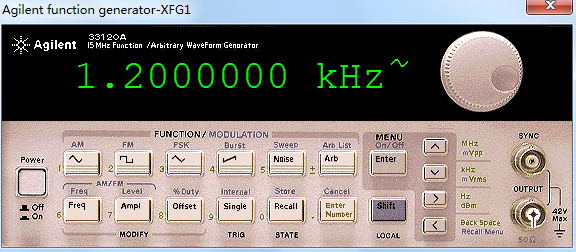 Agilent function generator-XFG1
Agilent
33120A
15 MHz Function / Arbitrary WaveForm Generator
1.2000000 kHz~
FUNCTION / MODULATION
AM FM FSK Burst Sweep Arb List
1 2 3 4 5 Noise ± Arb
MENU
On/Off
Enter
MHz
mVpp
kHz
mVrms
Hz
dBm
Back Space
Recall Menu
SYNC
OUTPUT
42V
Max
50Ω
Power
Off
On
AM/FM
Freq Level % Duty Internal Store Cancel
6 Freq 7 Ampl 8 Offset 9 Single 0 Recall . Enter
Number
Shift
MODIFY TRIG STATE LOCAL